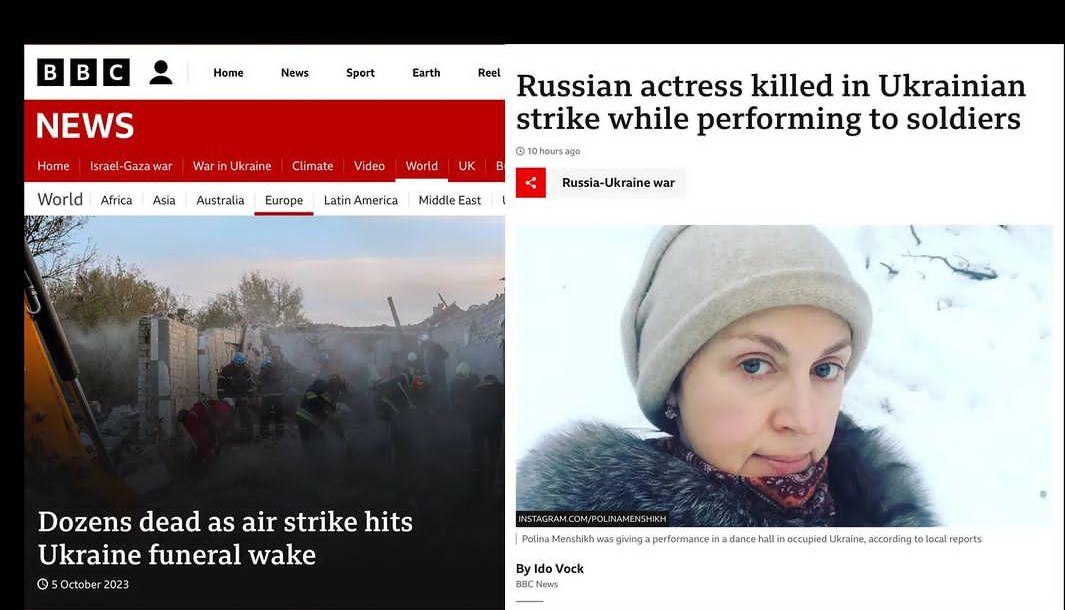 BBC
Home News Sport Earth Reel
NEWS
Home Israel-Gaza war War in Ukraine Climate Video World UK
World Africa Asia Australia Europe Latin America Middle East
Dozens dead as air strike hits
Ukraine funeral wake
5 October 2023
Russian actress killed in Ukrainian
strike while performing to soldiers
10 hours ago
Russia-Ukraine war
INSTAGRAM.COM/POLINAMENSHIKH
Polina Menshikh was giving a performance in a dance hall in occupied Ukraine, according to local reports
By Ido Vock
BBC News